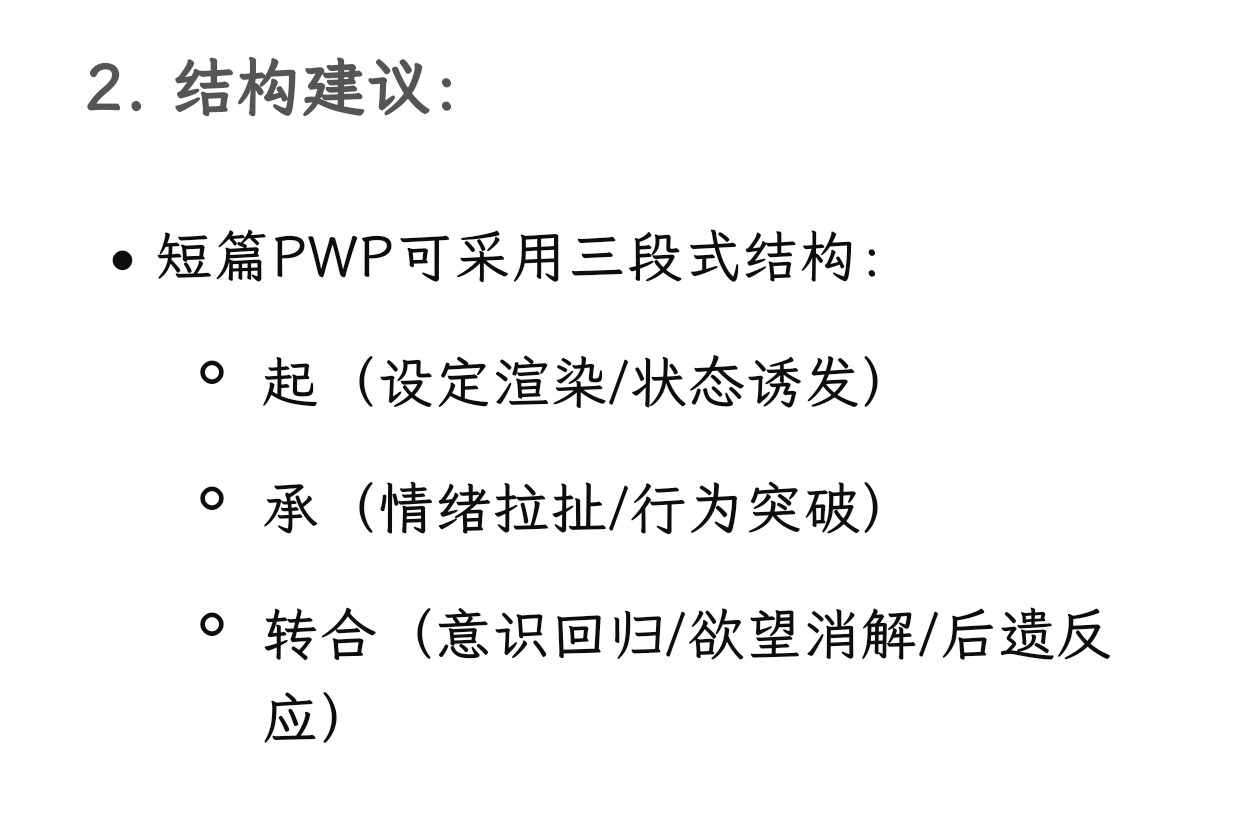 2. 结构建议：
• 短篇PWP可采用三段式结构：
◦ 起（设定渲染/状态诱发）
◦ 承（情绪拉扯/行为突破）
◦ 转合（意识回归/欲望消解/后遗反
应）